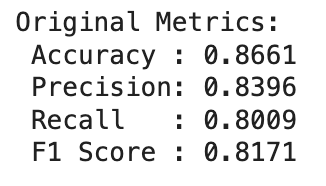 Original Metrics:
Accuracy : 0.8661
Precision: 0.8396
Recall   : 0.8009
F1 Score : 0.8171